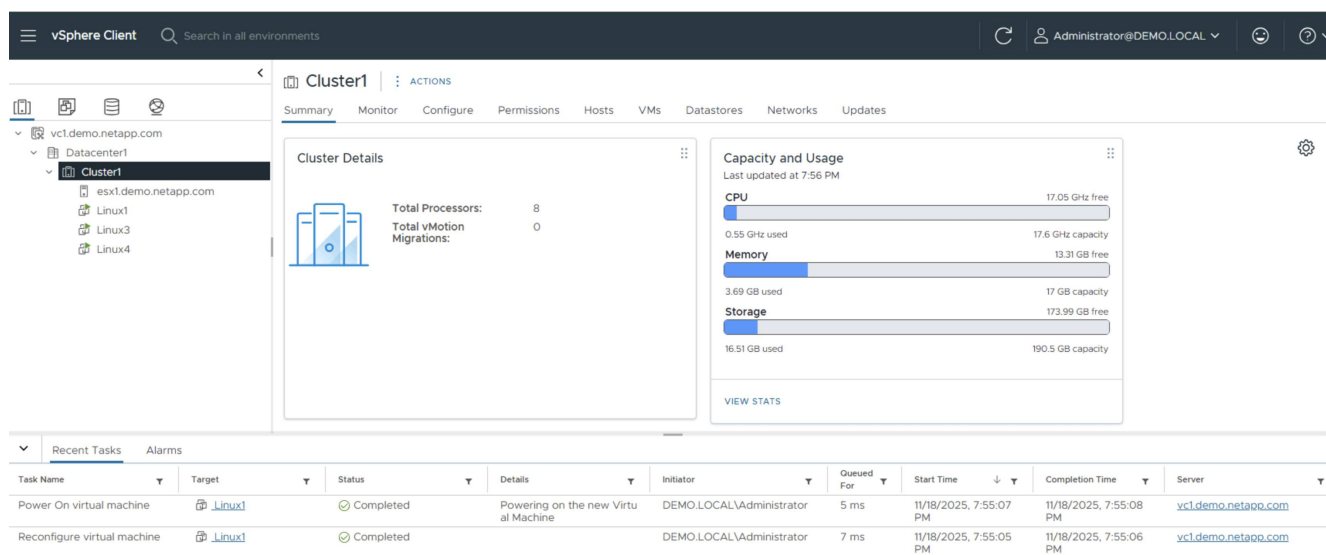 vSphere Client
Search in all environments
Administrator@DEMO.LOCAL
Cluster1
ACTIONS
Summary Monitor Configure Permissions Hosts VMs Datastores Networks Updates
vc1.demo.netapp.com
Datacenter1
Cluster1
esx1.demo.netapp.com
Linux1
Linux3
Linux4
Cluster Details
Total Processors: 8
Total vMotion Migrations: 0
Capacity and Usage
Last updated at 7:56 PM
CPU 17.05 GHz free
0.55 GHz used 17.6 GHz capacity
Memory 13.31 GB free
3.69 GB used 17 GB capacity
Storage 173.99 GB free
16.51 GB used 190.5 GB capacity
VIEW STATS
Recent Tasks Alarms
Task Name Target Status Details Initiator Queued For Start Time Completion Time Server
Power On virtual machine Linux1 Completed Powering on the new Virtu DEMO.LOCAL\Administrator 5 ms 11/18/2025, 7:55:07 11/18/2025, 7:55:08 vc1.demo.netapp.com
al Machine PM PM
Reconfigure virtual machine Linux1 Completed DEMO.LOCAL\Administrator 7 ms 11/18/2025, 7:55:05 11/18/2025, 7:55:06 vc1.demo.netapp.com
PM PM